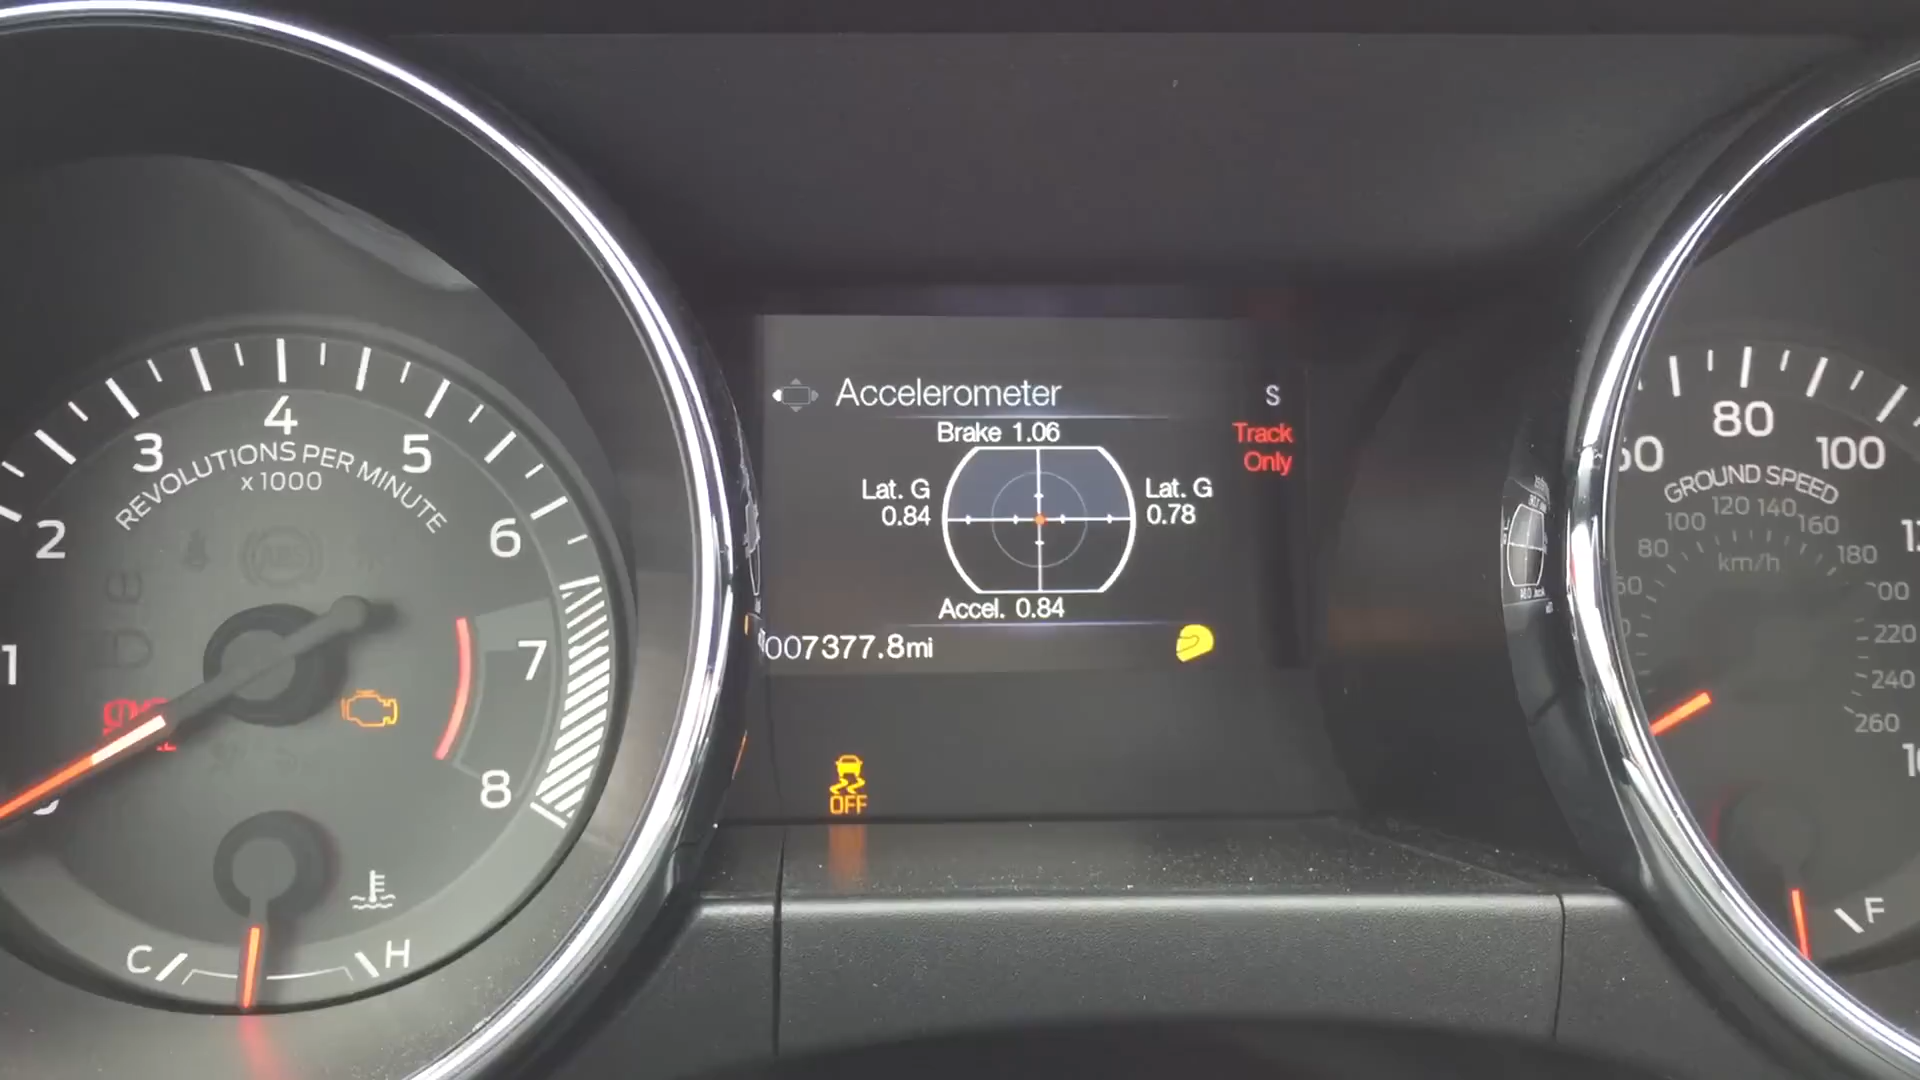 Accelerometer
S
Track
Only
Brake 1.06
Lat. G
0.84
Lat. G
0.78
Accel. 0.84
007377.8mi
OFF
1
2
3
4
5
6
7
8
REVOLUTIONS PER MINUTE
x 1000
ABS
C
H
80
100
GROUND SPEED
80
100
120
140
160
180
220
240
260
km/h
F